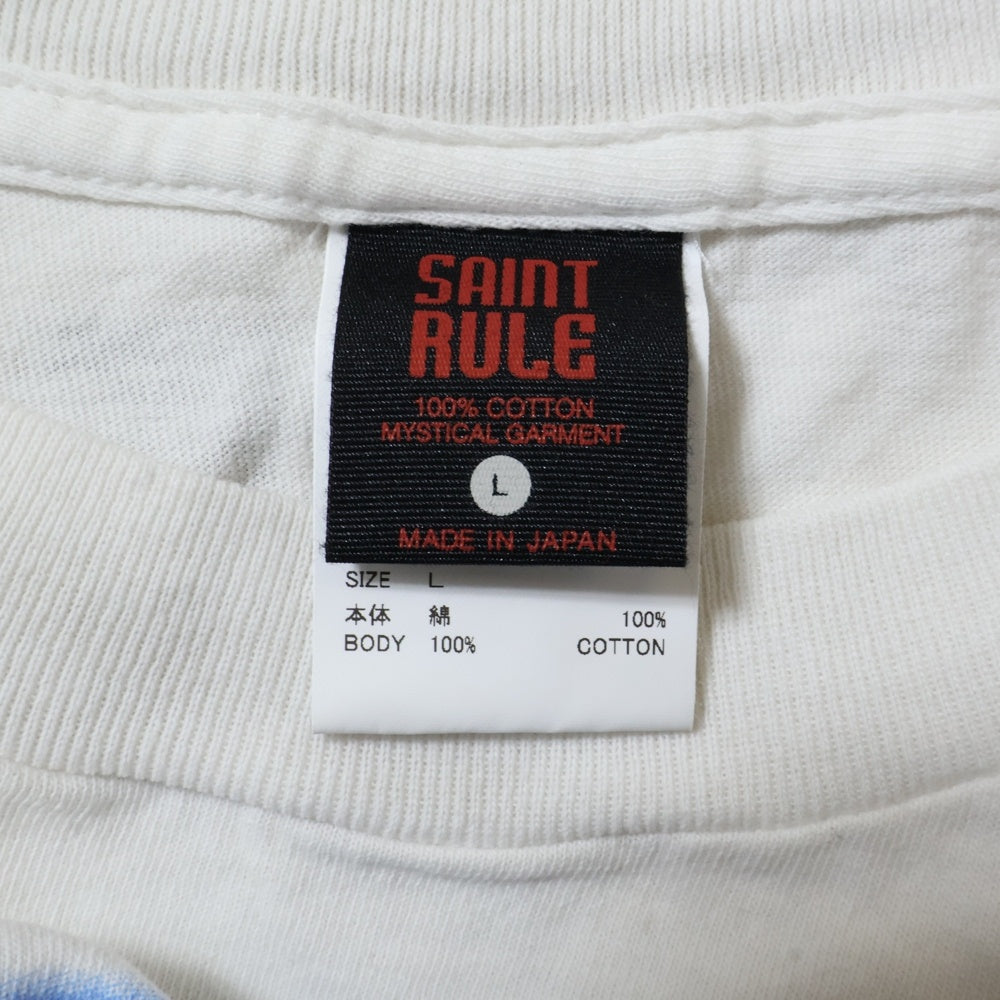 SAINT
RULE
100% COTTON
MYSTICAL GARMENT
L
MADE IN JAPAN
SIZE L
本体 綿 100%
BODY 100% COTTON